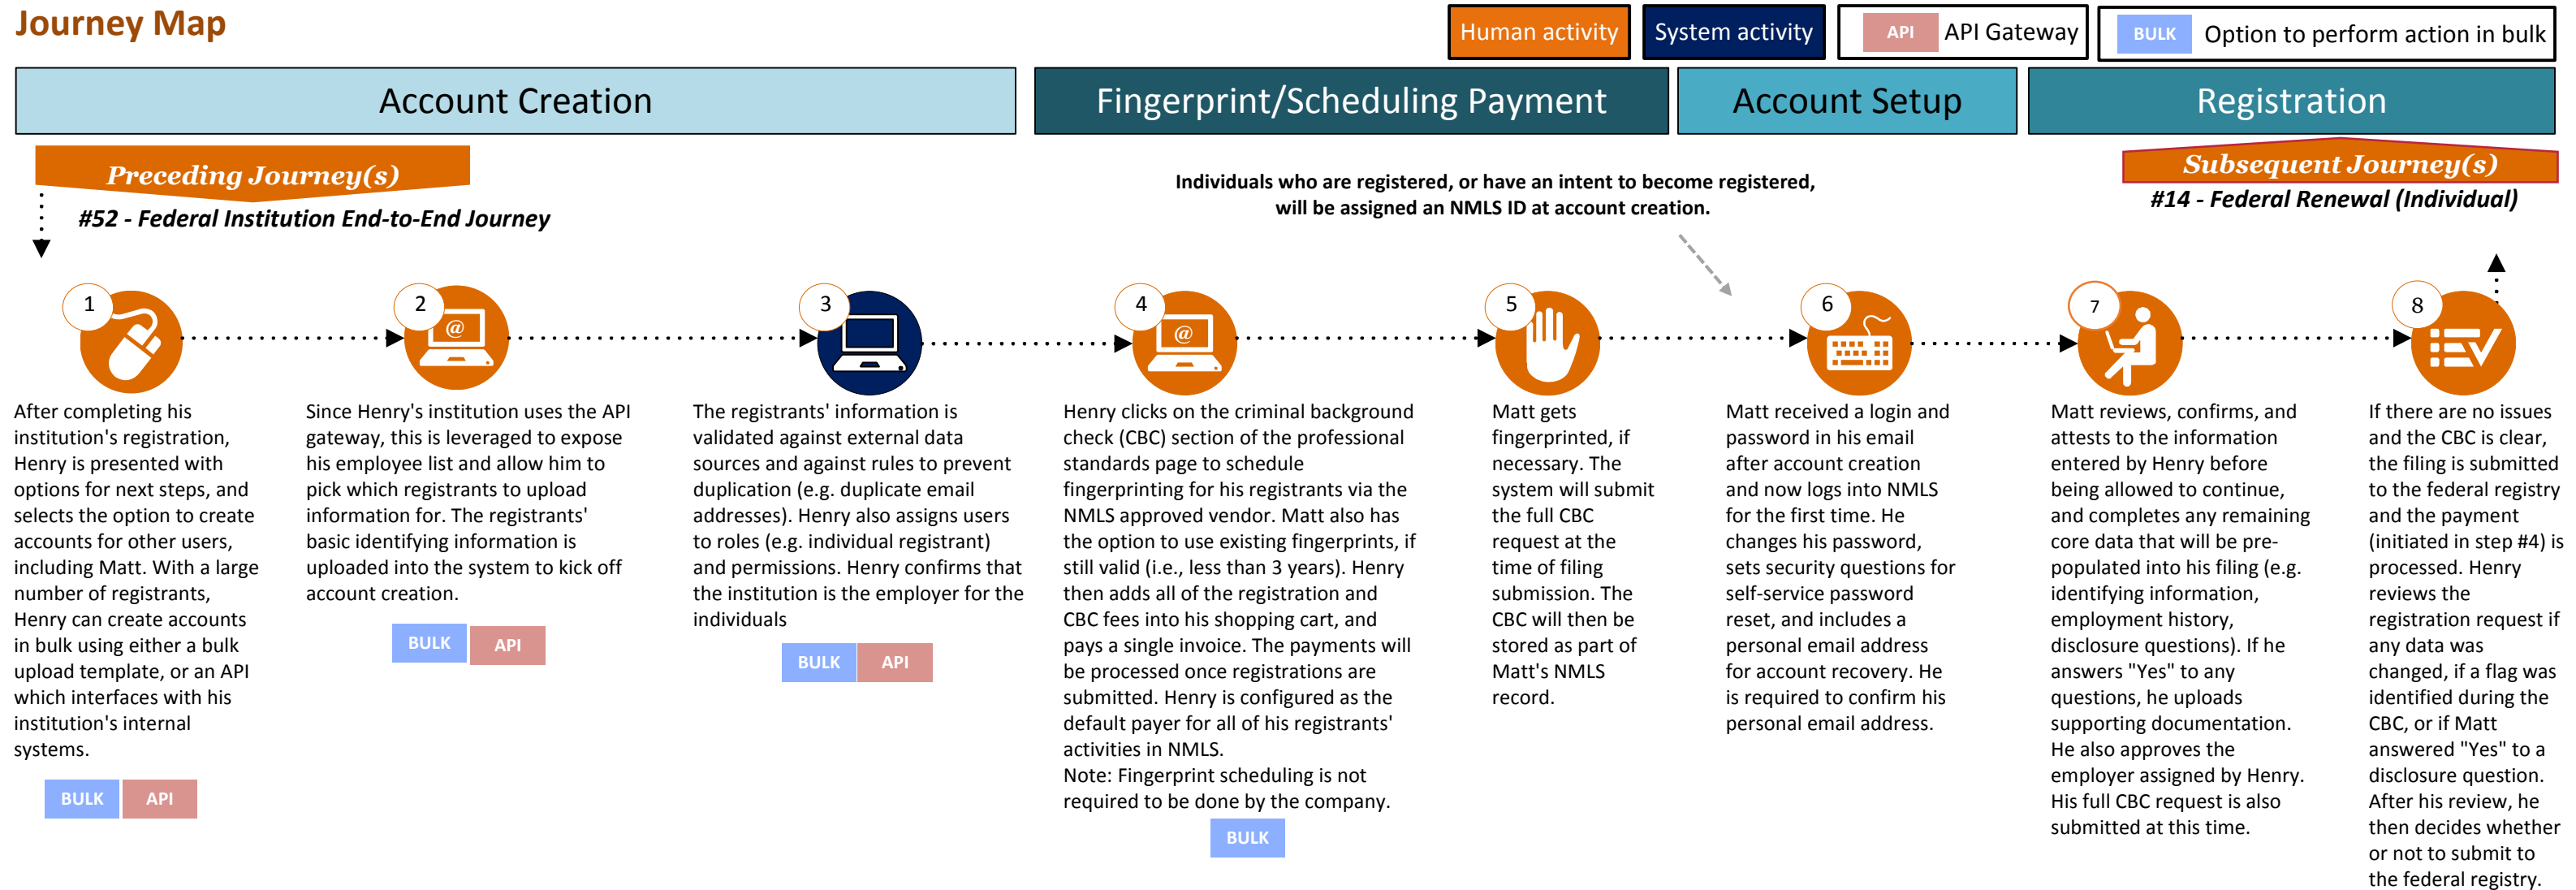 Journey Map
Human activity
System activity
API
API Gateway
BULK
Option to perform action in bulk
Account Creation
Fingerprint/Scheduling Payment
Account Setup
Registration
Preceding Journey(s)
#52 - Federal Institution End-to-End Journey
Individuals who are registered, or have an intent to become registered,
will be assigned an NMLS ID at account creation.
Subsequent Journey(s)
#14 - Federal Renewal (Individual)
1
After completing his
institution's registration,
Henry is presented with
options for next steps, and
selects the option to create
accounts for other users,
including Matt. With a large
number of registrants,
Henry can create accounts
in bulk using either a bulk
upload template, or an API
which interfaces with his
institution's internal
systems.
BULK
API
2
@
Since Henry's institution uses the API
gateway, this is leveraged to expose
his employee list and allow him to
pick which registrants to upload
information for. The registrants'
basic identifying information is
uploaded into the system to kick off
account creation.
BULK
API
3
The registrants' information is
validated against external data
sources and against rules to prevent
duplication (e.g. duplicate email
addresses). Henry also assigns users
to roles (e.g. individual registrant)
and permissions. Henry confirms that
the institution is the employer for the
individuals
BULK
API
4
@
Henry clicks on the criminal background
check (CBC) section of the professional
standards page to schedule
fingerprinting for his registrants via the
NMLS approved vendor. Matt also has
the option to use existing fingerprints, if
still valid (i.e., less than 3 years). Henry
then adds all of the registration and
CBC fees into his shopping cart, and
pays a single invoice. The payments will
be processed once registrations are
submitted. Henry is configured as the
default payer for all of his registrants'
activities in NMLS.
Note: Fingerprint scheduling is not
required to be done by the company.
BULK
5
Matt gets
fingerprinted, if
necessary. The
system will submit
the full CBC
request at the
time of filing
submission. The
CBC will then be
stored as part of
Matt's NMLS
record.
6
Matt received a login and
password in his email
after account creation
and now logs into NMLS
for the first time. He
changes his password,
sets security questions for
self-service password
reset, and includes a
personal email address
for account recovery. He
is required to confirm his
personal email address.
7
Matt reviews, confirms, and
attests to the information
entered by Henry before
being allowed to continue,
and completes any remaining
core data that will be pre-
populated into his filing (e.g.
identifying information,
employment history,
disclosure questions). If he
answers "Yes" to any
questions, he uploads
supporting documentation.
He also approves the
employer assigned by Henry.
His full CBC request is also
submitted at this time.
8
If there are no issues
and the CBC is clear,
the filing is submitted
to the federal registry
and the payment
(initiated in step #4) is
processed. Henry
reviews the
registration request if
any data was
changed, if a flag was
identified during the
CBC, or if Matt
answered "Yes" to a
disclosure question.
After his review, he
then decides whether
or not to submit to
the federal registry.